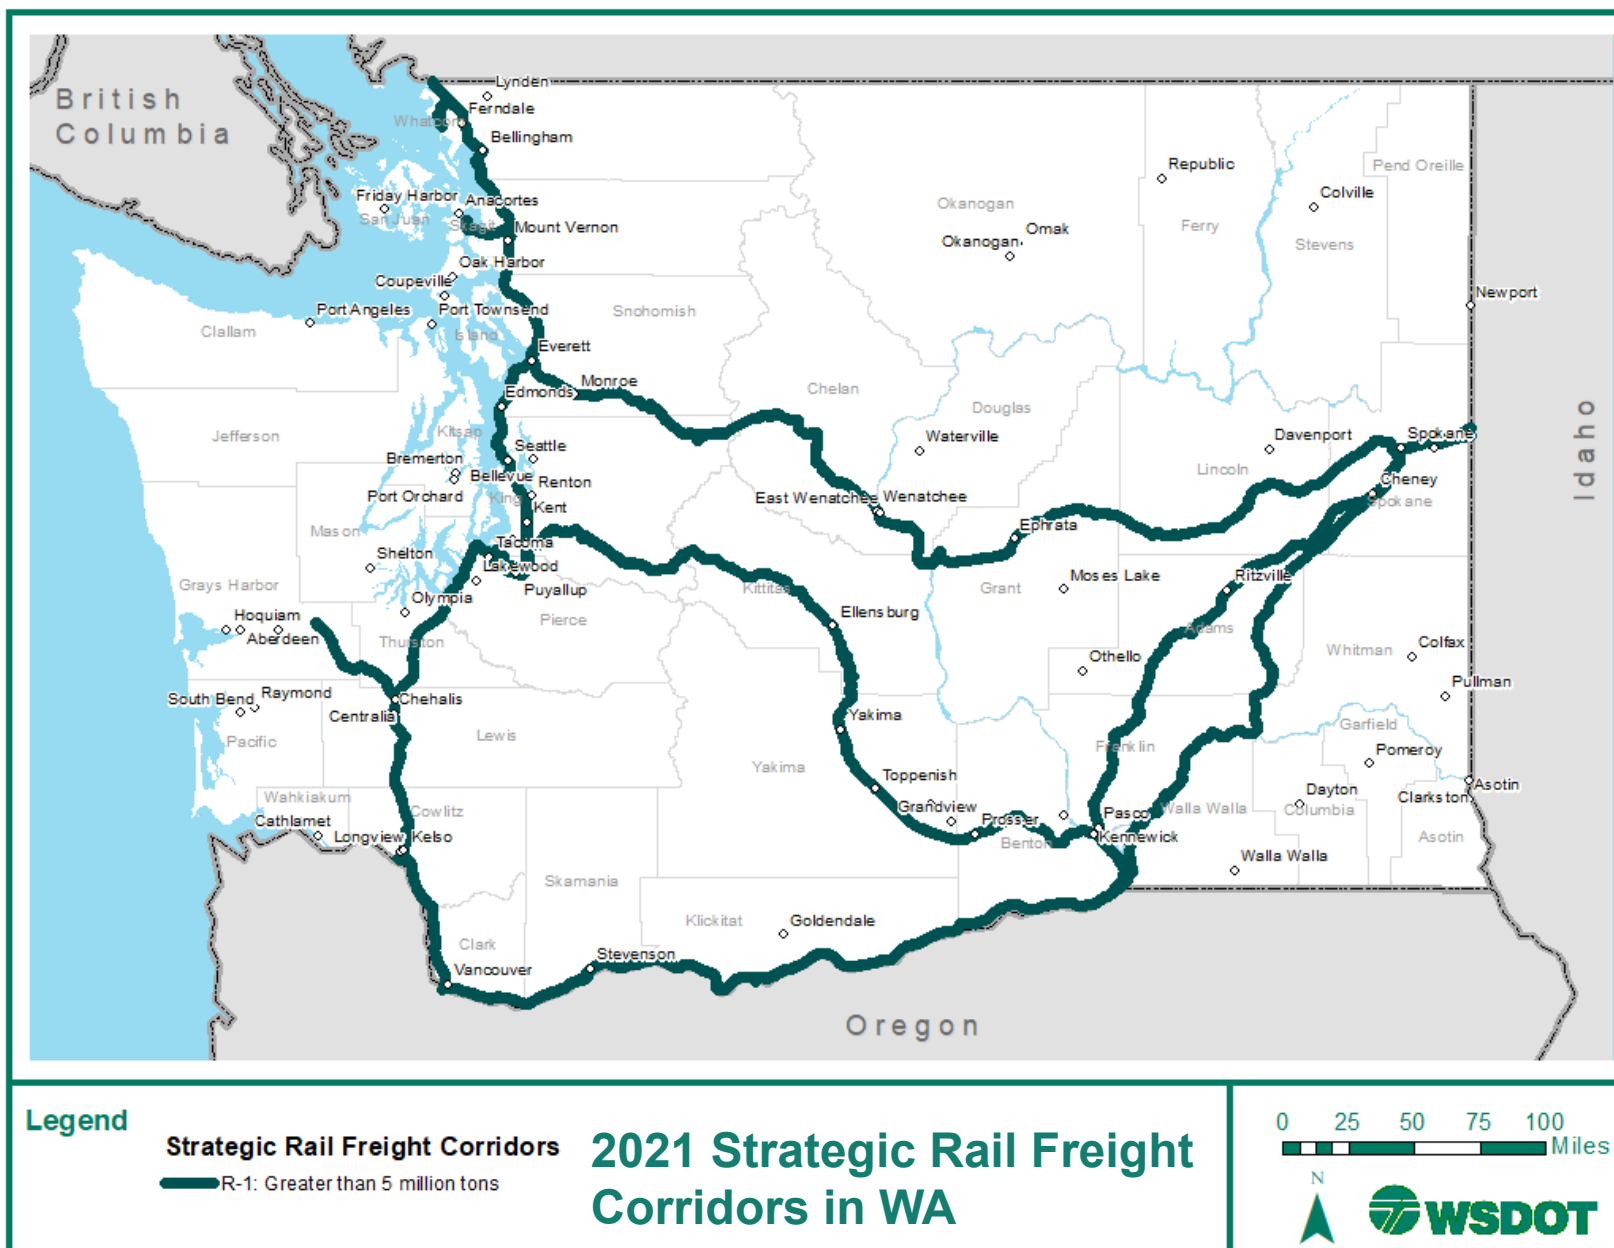 British
Columbia
Lynden
Ferndale
Whatcom
Bellingham
Friday Harbor
San Juan
Anacortes
Skagit
Mount Vernon
Oak Harbor
Coupeville
Port Angeles
Port Townsend
Island
Clallam
Snohomish
Everett
Monroe
Edmonds
Republic
Pend Oreille
Colville
Okanogan
Omak
Okanogan
Ferry
Stevens
Newport
Chelan
Douglas
Waterville
Davenport
Spokane
Lincoln
Cheney
Spokane
Idaho
Jefferson
Kitsap
Bremerton
Seattle
Bellevue
Renton
Port Orchard
King
Kent
East Wenatchee
Wenatchee
Ephrata
Mason
Tacoma
Shelton
Lakewood
Grays Harbor
Puyallup
Olympia
Hoquiam
Aberdeen
Pierce
Thurston
Kittitas
Ellensburg
Grant
Moses Lake
Ritzville
Adams
Othello
Whitman
Colfax
Pullman
South Bend
Raymond
Chehalis
Centralia
Pacific
Lewis
Yakima
Yakima
Franklin
Garfield
Pomeroy
Toppenish
Grandview
Prosser
Benton
Pasco
Kennewick
Walla Walla
Dayton
Columbia
Clarkston
Asotin
Asotin
Walla Walla
Wahkiakum
Cathlamet
Cowlitz
Longview
Kelso
Skamania
Klickitat
Goldendale
Clark
Stevenson
Vancouver
Oregon
Legend
Strategic Rail Freight Corridors
R-1: Greater than 5 million tons
2021 Strategic Rail Freight
Corridors in WA
0 25 50 75 100
Miles
N
WSDOT